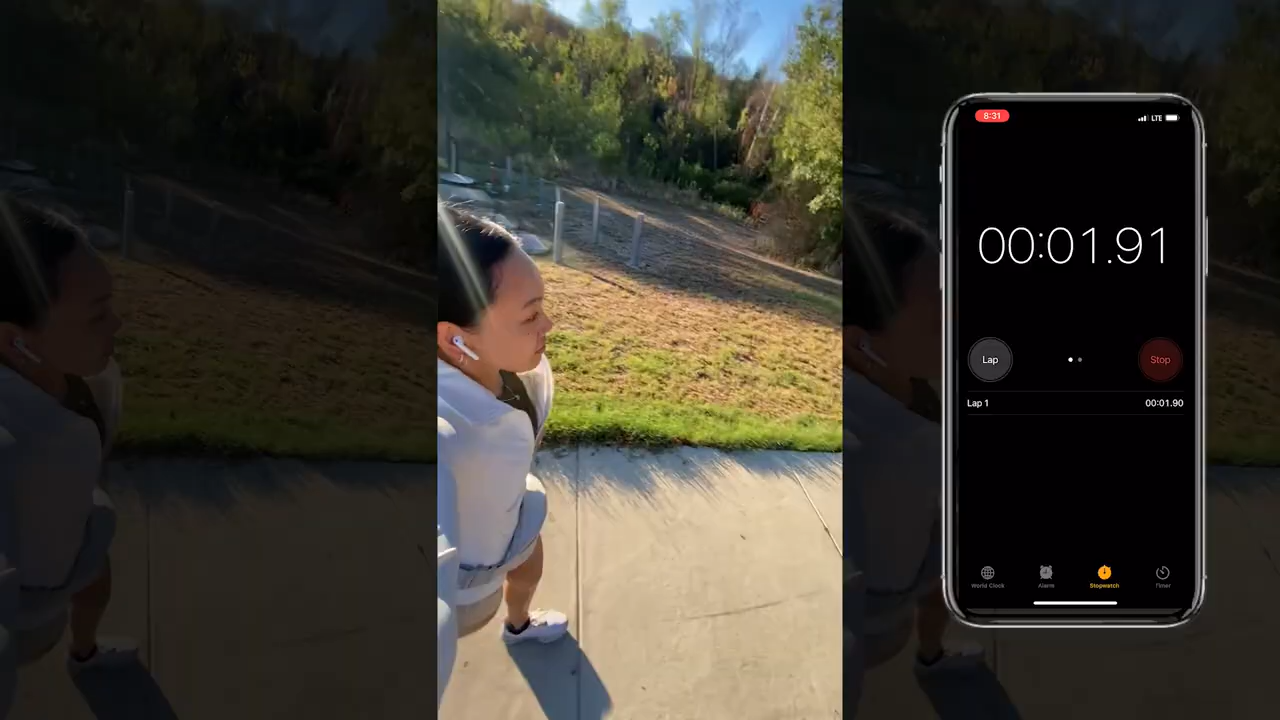 8:31
LTE
00:01.91
Lap
Stop
Lap 1 00:01.90
World Clock Alarm Stopwatch Timer